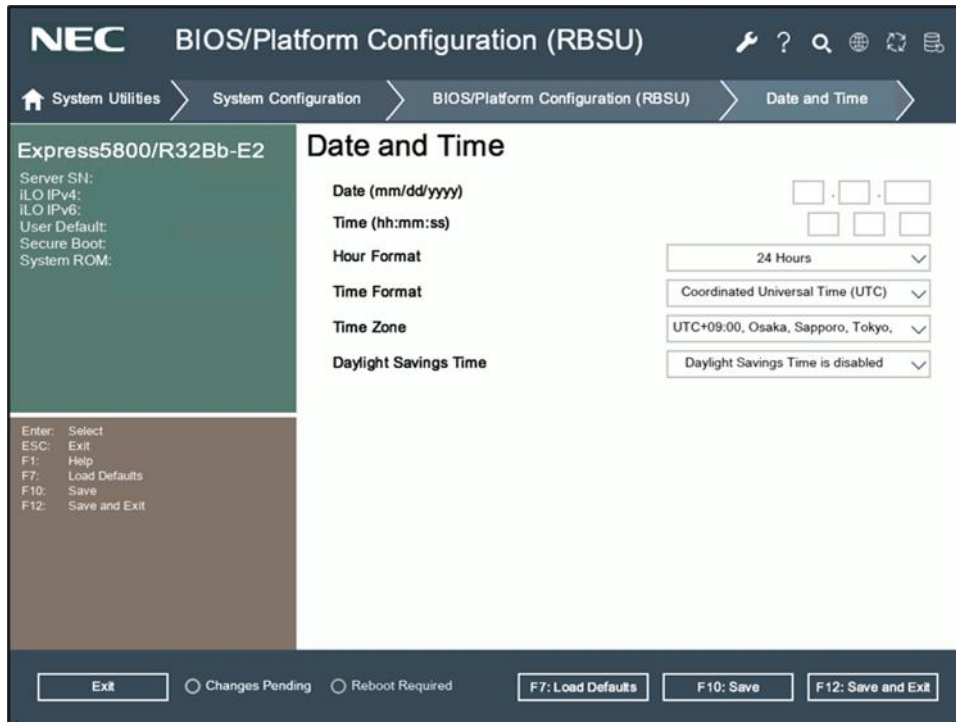 NEC BIOS/Platform Configuration (RBSU)
System Utilities System Configuration BIOS/Platform Configuration (RBSU) Date and Time
Express5800/R32Bb-E2
Server SN:
iLO IPv4:
iLO IPv6:
User Default:
Secure Boot:
System ROM:
Enter: Select
ESC: Exit
F1: Help
F7: Load Defaults
F10: Save
F12: Save and Exit
Date and Time
Date (mm/dd/yyyy)
Time (hh:mm:ss)
Hour Format 24 Hours
Time Format Coordinated Universal Time (UTC)
Time Zone UTC+09:00, Osaka, Sapporo, Tokyo,
Daylight Savings Time Daylight Savings Time is disabled
Exit Changes Pending Reboot Required F7: Load Defaults F10: Save F12: Save and Exit